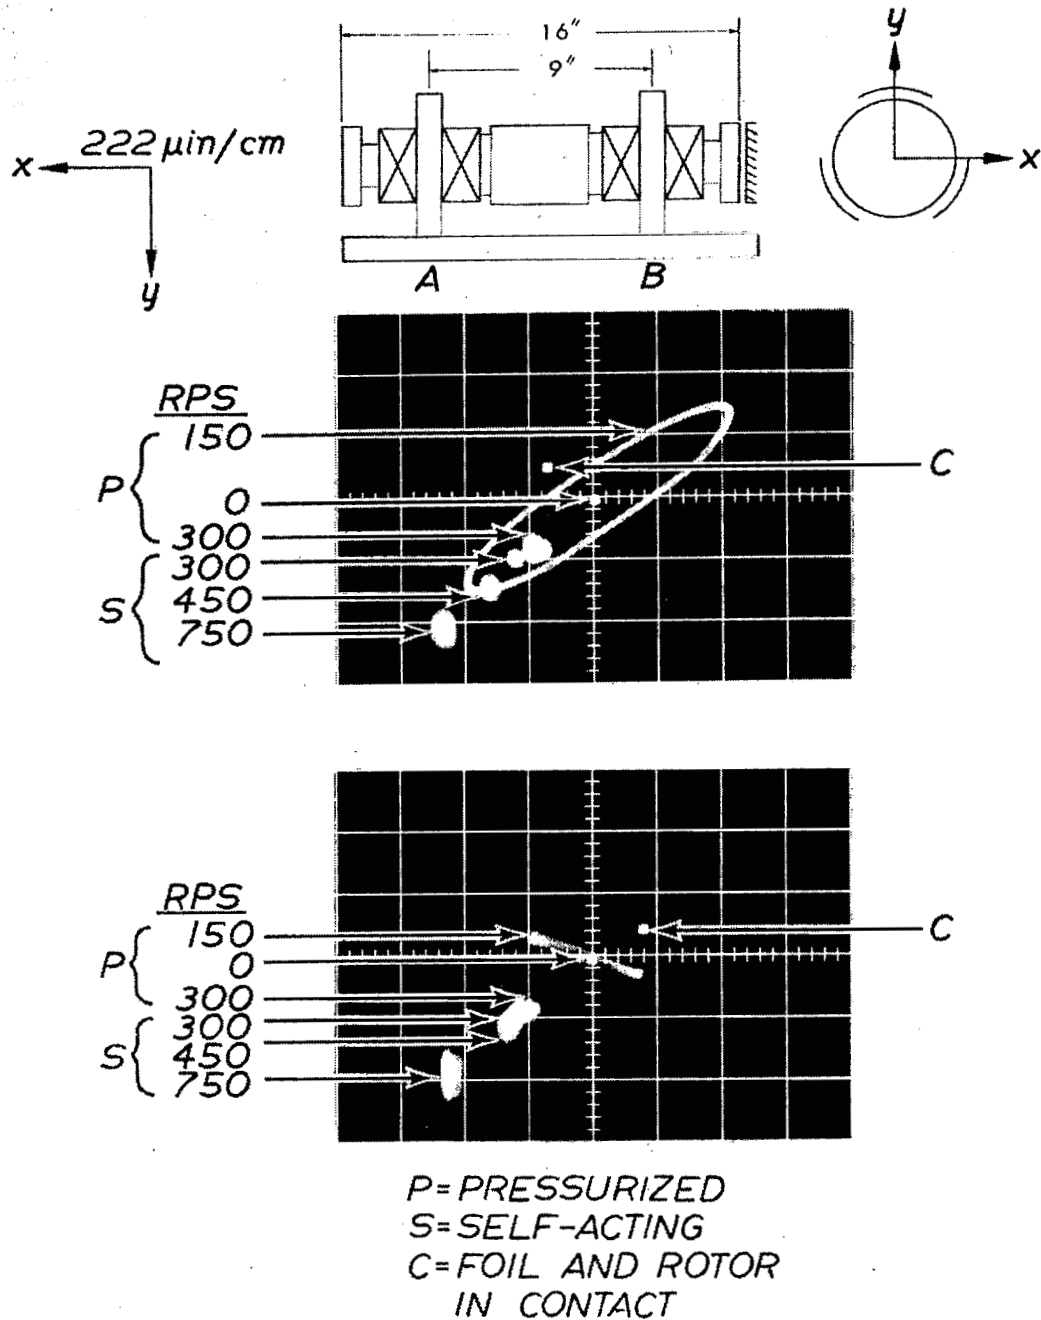 16"
9"
y
x
222 μin/cm
x
y
A
B
RPS
150
P
0
300
300
S
450
750
C
RPS
150
P
0
300
300
S
450
750
C
P=PRESSURIZED
S=SELF-ACTING
C=FOIL AND ROTOR
IN CONTACT